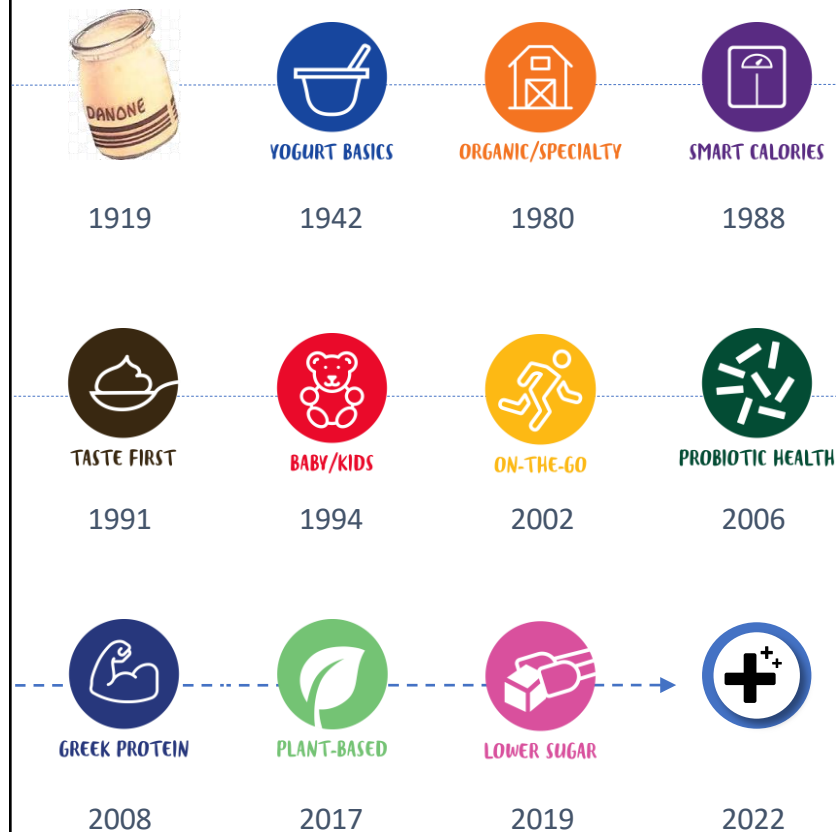 DANONE
YOGURT BASICS
ORGANIC/SPECIALTY
SMART CALORIES
1919
1942
1980
1988
TASTE FIRST
BABY/KIDS
ON-THE-GO
PROBIOTIC HEALTH
1991
1994
2002
2006
GREEK PROTEIN
PLANT-BASED
LOWER SUGAR
2008
2017
2019
2022